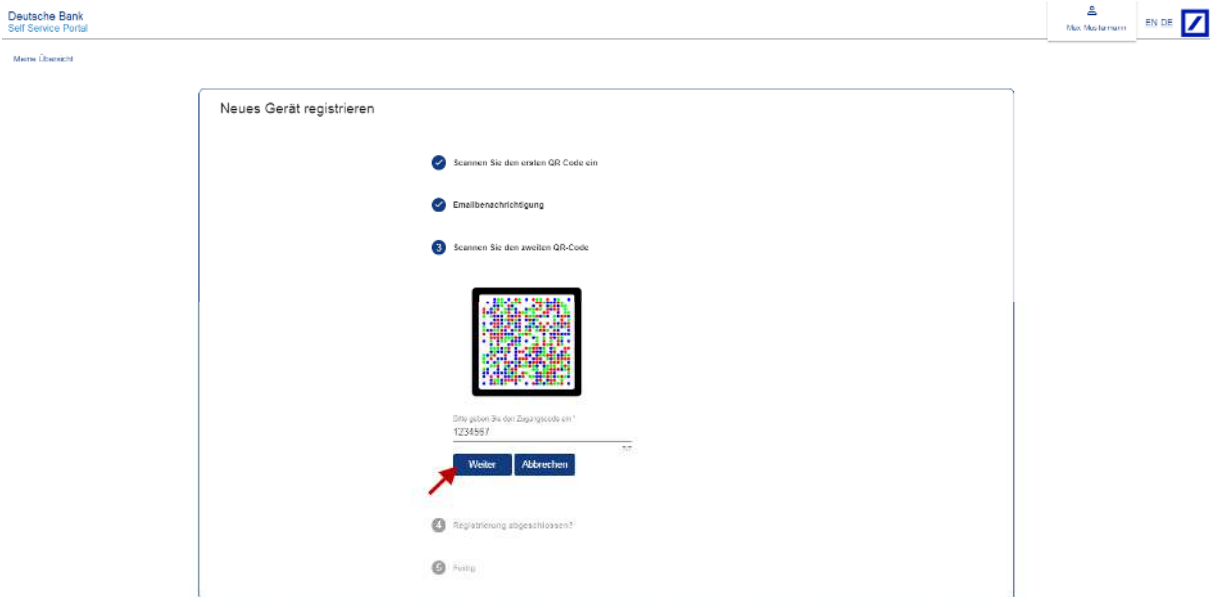 Deutsche Bank
Self Service Portal
Max Mustermann
EN DE
Meine Übersicht
Neues Gerät registrieren
Scannen Sie den ersten QR Code ein
Emailbenachrichtigung
3 Scannen Sie den zweiten QR-Code
Bitte geben Sie den Zugangscode ein *
1234567
7/7
Weiter Abbrechen
4 Registrierung abgeschlossen?
5 Fertig